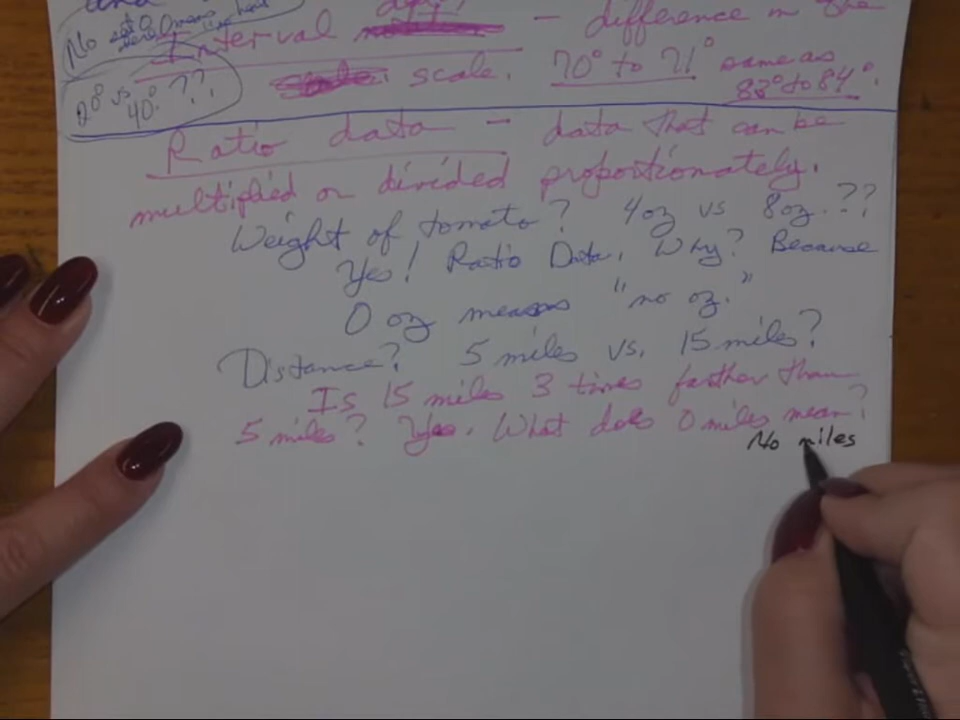 and
No
Interval - difference in the
scale. 70° to 71° same as
83° to 84°.
20° vs 40°. ??
Ratio data - data that can be
multiplied or divided proportionately.
Weight of tomato? 4oz vs 8oz.??
Yes! Ratio Data, Why? Because
0 oz means "no oz."
Distance? 5 miles vs. 15 miles?
Is 15 miles 3 times farther than
5 miles? Yes. What does 0 miles mean?
No miles